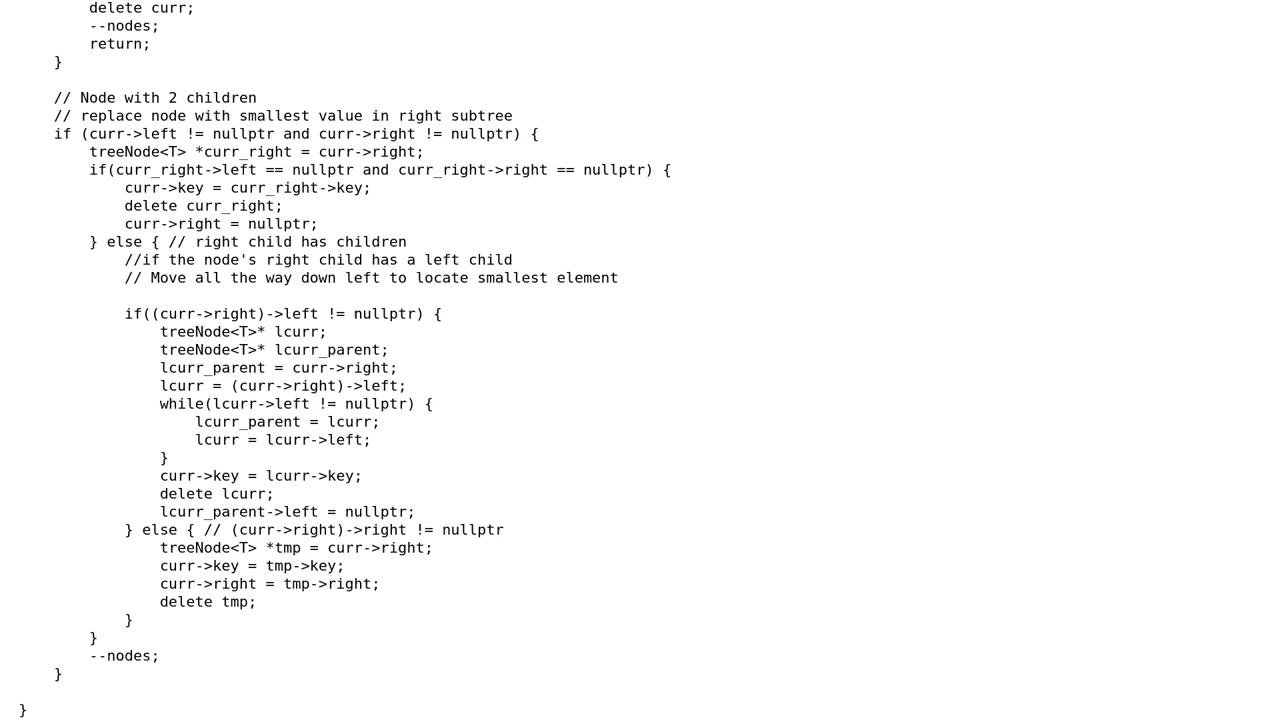 delete curr;
        --nodes;
        return;
    }

    // Node with 2 children
    // replace node with smallest value in right subtree
    if (curr->left != nullptr and curr->right != nullptr) {
        treeNode<T> *curr_right = curr->right;
        if(curr_right->left == nullptr and curr_right->right == nullptr) {
            curr->key = curr_right->key;
            delete curr_right;
            curr->right = nullptr;
        } else { // right child has children
            //if the node's right child has a left child
            // Move all the way down left to locate smallest element

            if((curr->right)->left != nullptr) {
                treeNode<T>* lcurr;
                treeNode<T>* lcurr_parent;
                lcurr_parent = curr->right;
                lcurr = (curr->right)->left;
                while(lcurr->left != nullptr) {
                    lcurr_parent = lcurr;
                    lcurr = lcurr->left;
                }
                curr->key = lcurr->key;
                delete lcurr;
                lcurr_parent->left = nullptr;
            } else { // (curr->right)->right != nullptr
                treeNode<T> *tmp = curr->right;
                curr->key = tmp->key;
                curr->right = tmp->right;
                delete tmp;
            }
        }
        --nodes;
    }

}